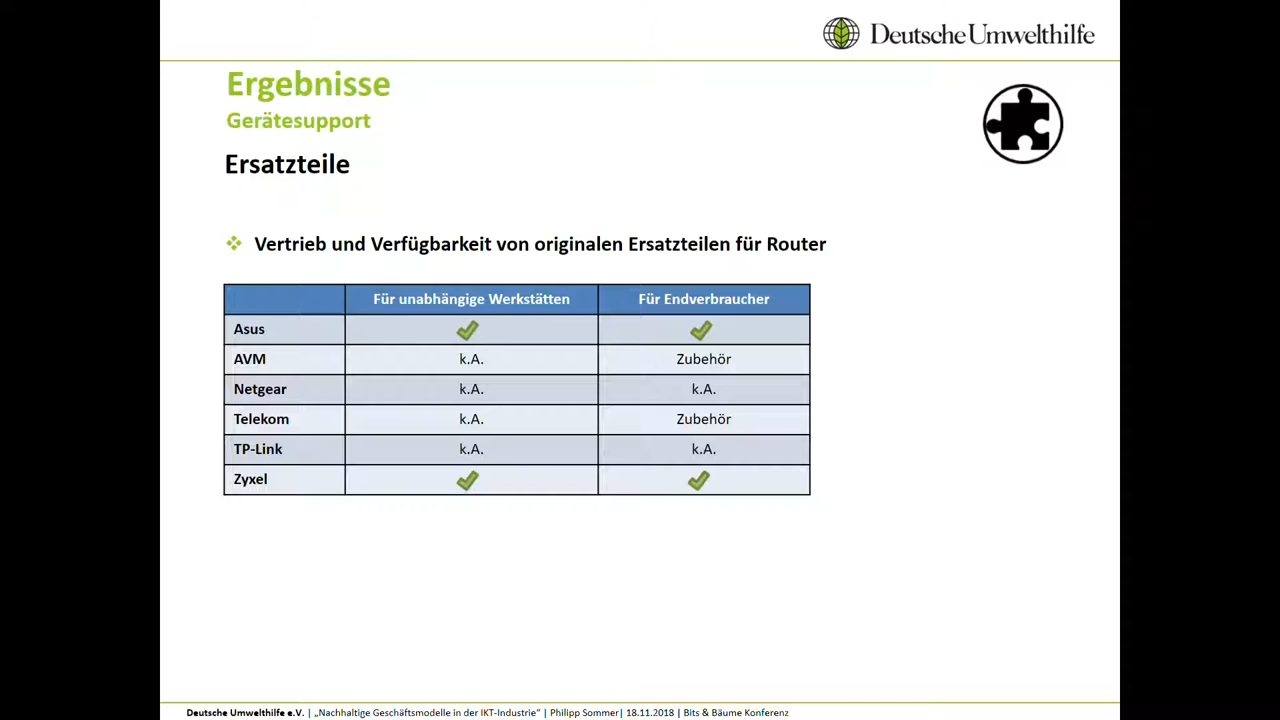 Deutsche Umwelthilfe
Ergebnisse
Gerätesupport
Ersatzteile
Vertrieb und Verfügbarkeit von originalen Ersatzteilen für Router
Für unabhängige Werkstätten Für Endverbraucher
Asus
AVM k.A. Zubehör
Netgear k.A. k.A.
Telekom k.A. Zubehör
TP-Link k.A. k.A.
Zyxel
Deutsche Umwelthilfe e.V. | „Nachhaltige Geschäftsmodelle in der IKT-Industrie“ | Philipp Sommer| 18.11.2018 | Bits & Bäume Konferenz